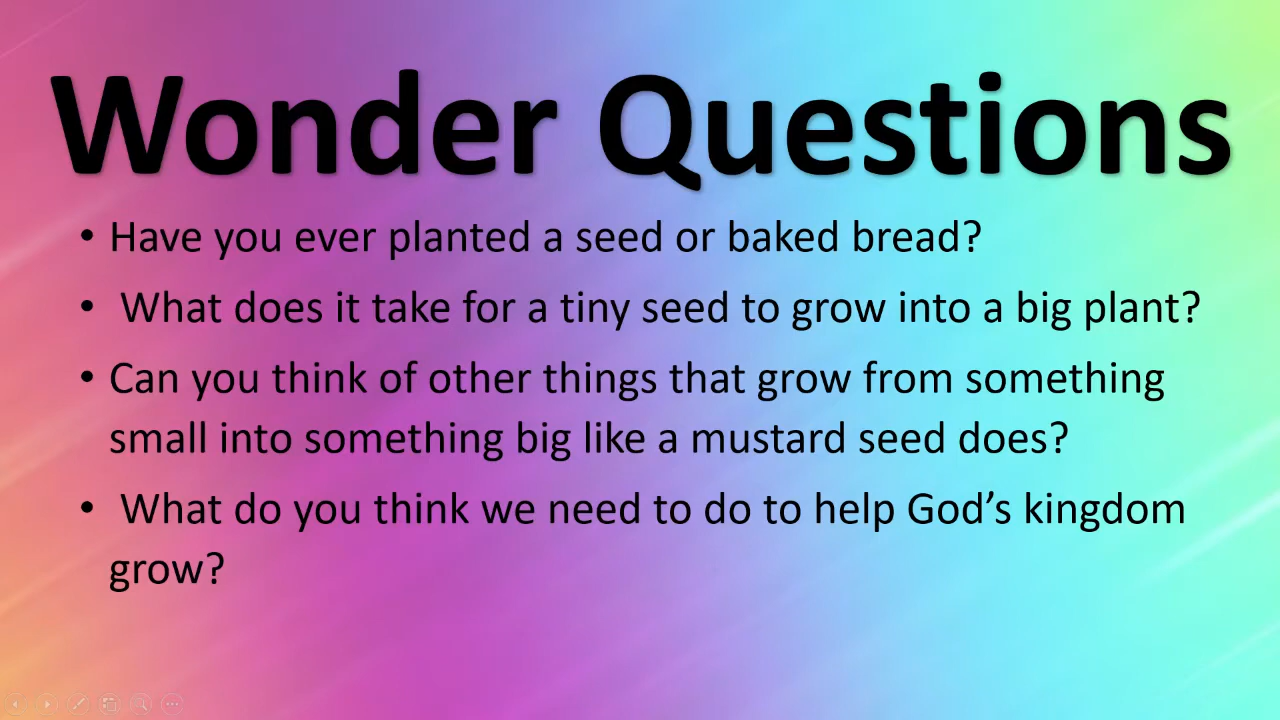 Wonder Questions
• Have you ever planted a seed or baked bread?
• What does it take for a tiny seed to grow into a big plant?
• Can you think of other things that grow from something
small into something big like a mustard seed does?
• What do you think we need to do to help God’s kingdom
grow?